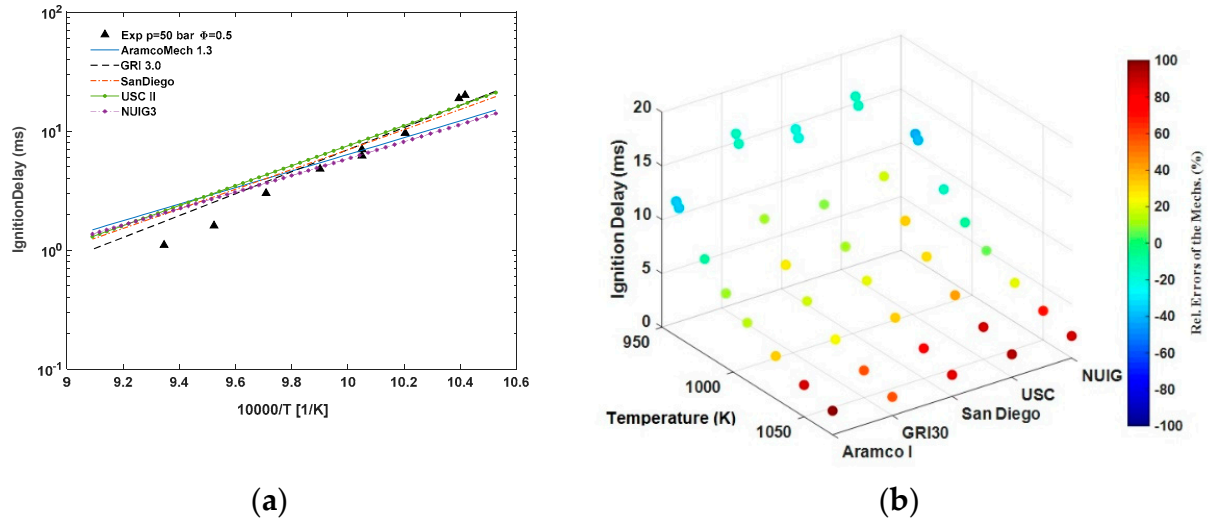 10²
10¹
10⁰
10⁻¹
IgnitionDelay (ms)
Exp p=50 bar Φ=0.5
AramcoMech 1.3
GRI 3.0
SanDiego
USC II
NUIG3
9
9.2
9.4
9.6
9.8
10
10.2
10.4
10.6
10000/T [1/K]
(a)
20
15
10
5
0
Ignition Delay (ms)
950
1000
1050
Temperature (K)
Aramco I
GRI30
San Diego
USC
NUIG
100
80
60
40
20
0
-20
-40
-60
-80
-100
Rel. Errors of the Mechs. (%)
(b)